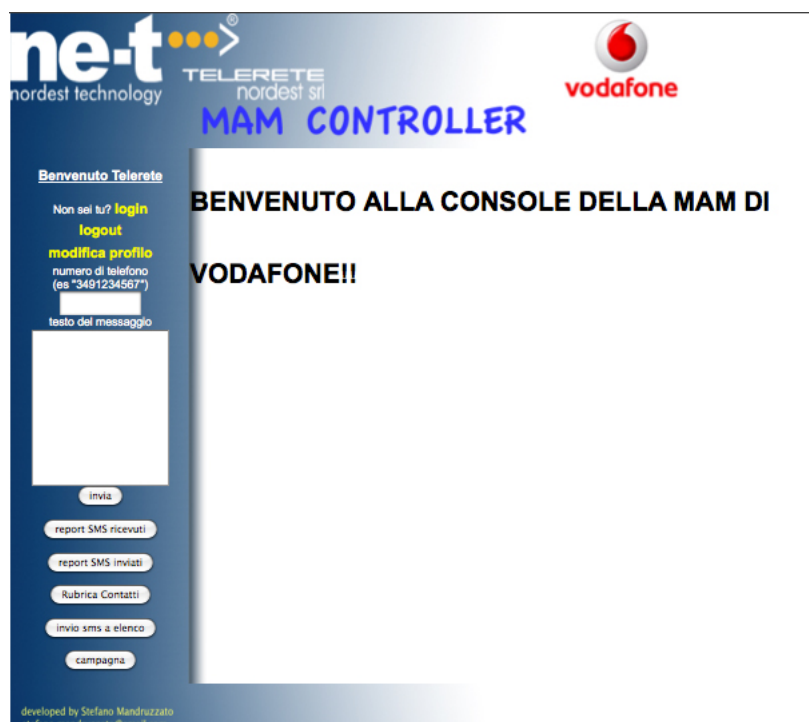 ne-t
®
nordest technology
TELERETE
nordest srl
vodafone
MAM CONTROLLER
Benvenuto Telerete
Non sei tu? login
logout
modifica profilo
numero di telefono
(es "3491234567")
testo del messaggio
invia
report SMS ricevuti
report SMS inviati
Rubrica Contatti
invio sms a elenco
campagna
developed by Stefano Mandruzzato
BENVENUTO ALLA CONSOLE DELLA MAM DI
VODAFONE!!